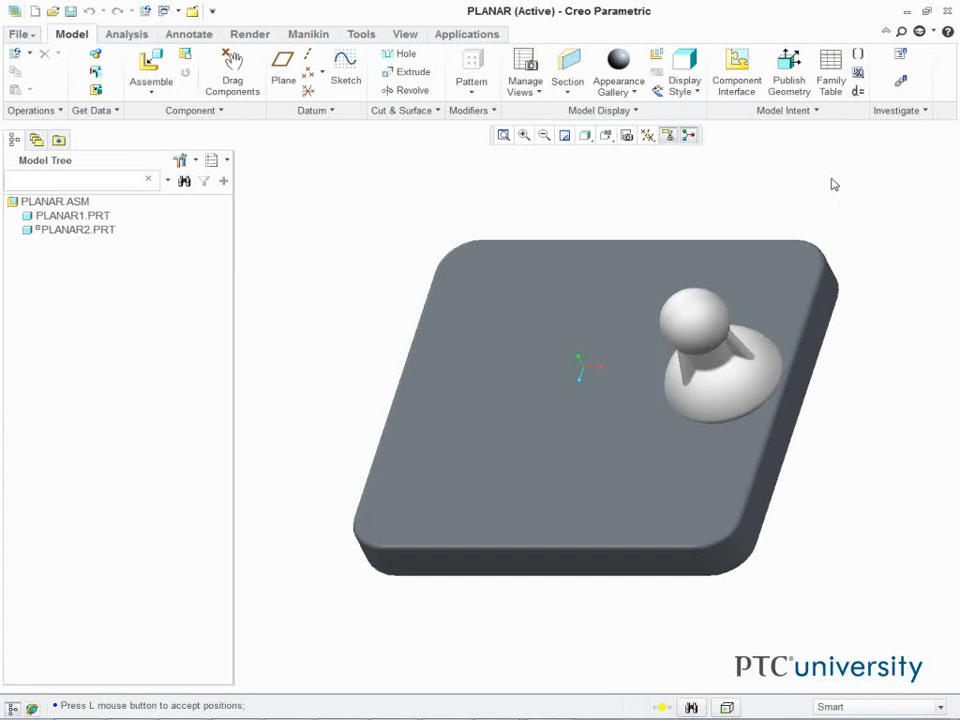 PLANAR (Active) - Creo Parametric
File Model Analysis Annotate Render Manikin Tools View Applications
Assemble
Drag Components
Plane
Sketch
Hole
Extrude
Revolve
Pattern
Manage Views
Section
Appearance Gallery
Display Style
Component Interface
Publish Geometry
Family Table
d=
Operations Get Data Component Datum Cut & Surface Modifiers Model Display Model Intent Investigate
Model Tree
PLANAR.ASM
PLANAR1.PRT
PLANAR2.PRT
PTC university
Press L mouse button to accept positions;
Smart